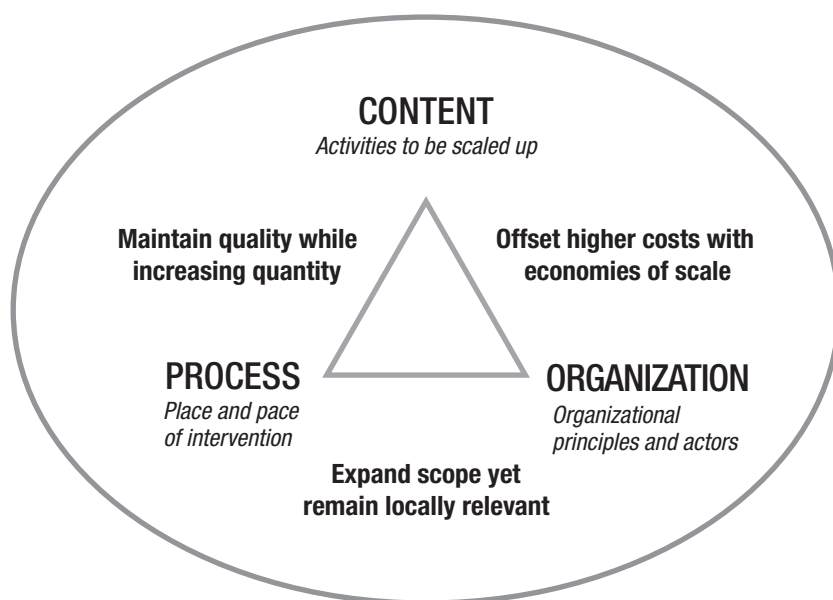 CONTENT
Activities to be scaled up
Maintain quality while
increasing quantity
Offset higher costs with
economies of scale
PROCESS
Place and pace
of intervention
ORGANIZATION
Organizational
principles and actors
Expand scope yet
remain locally relevant